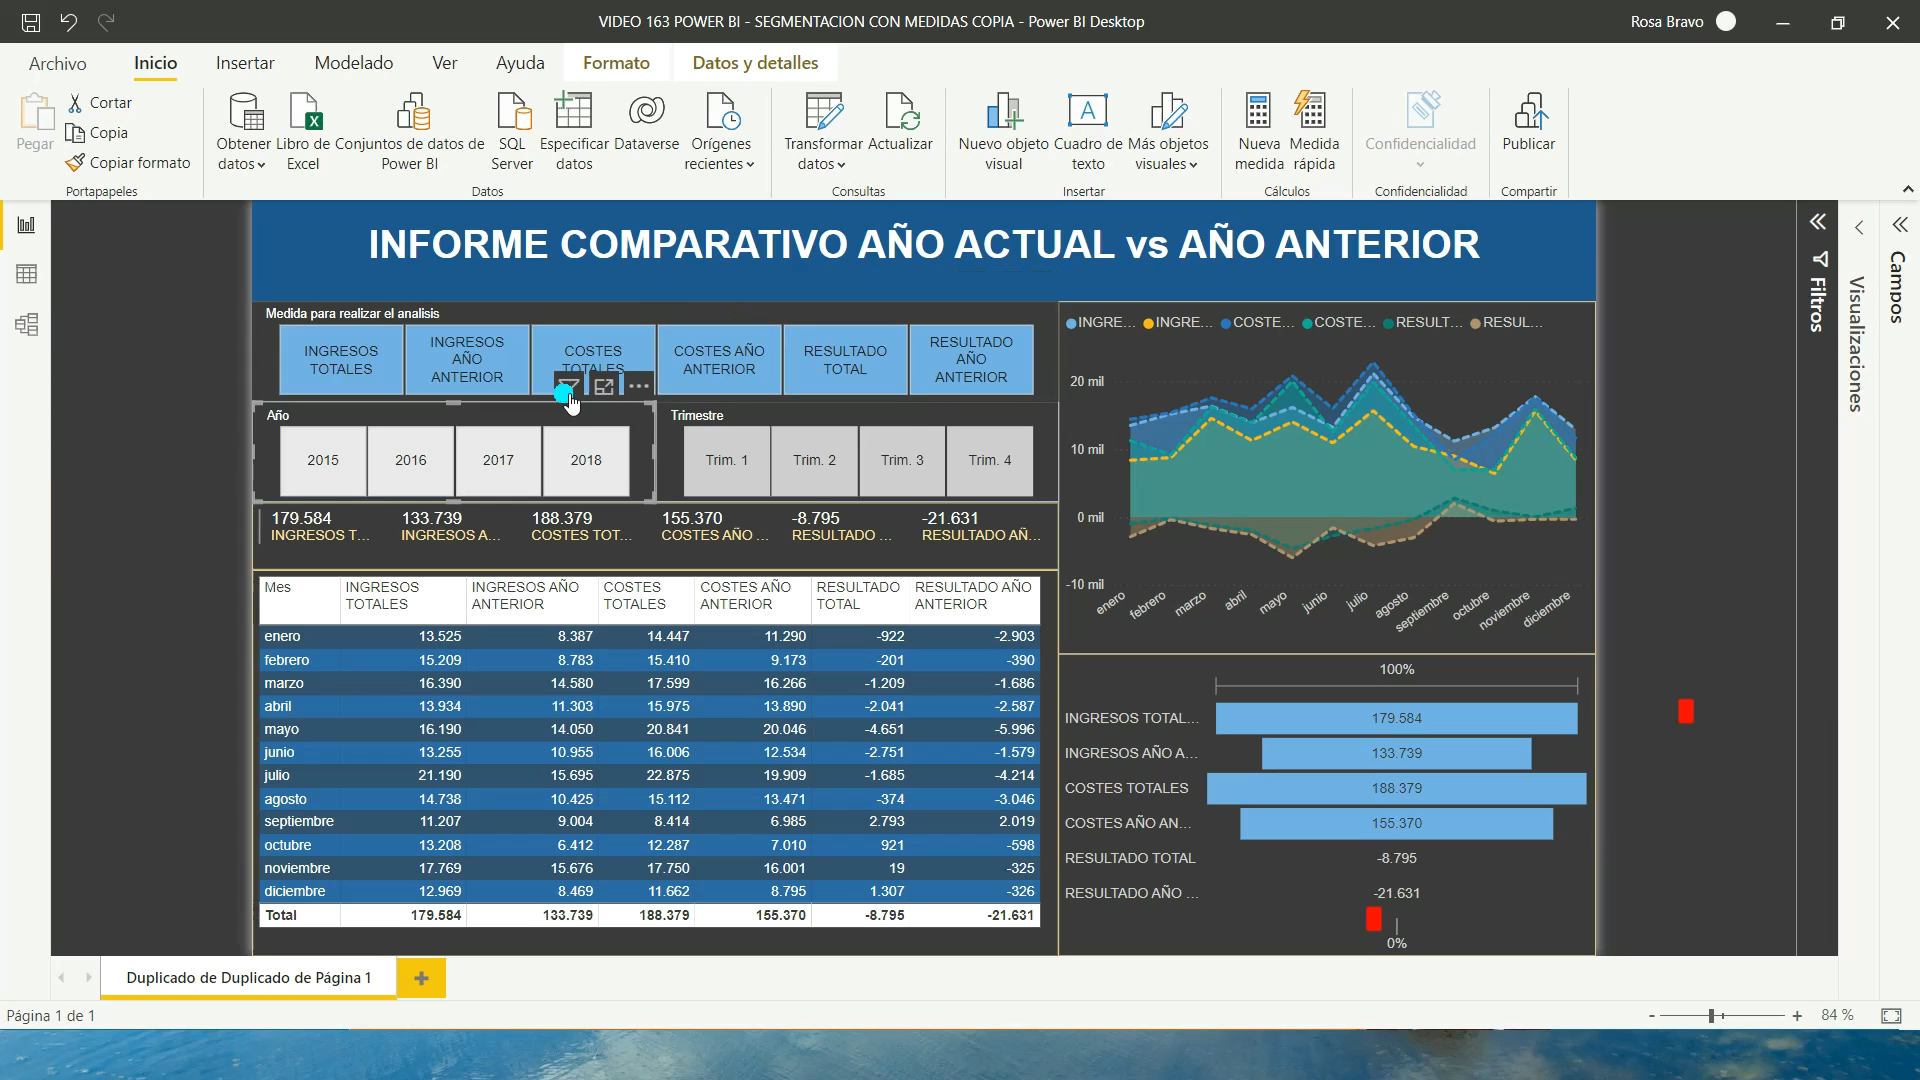 VIDEO 163 POWER BI - SEGMENTACION CON MEDIDAS COPIA - Power BI Desktop
Rosa Bravo
Archivo Inicio Insertar Modelado Ver Ayuda Formato Datos y detalles
Pegar
Cortar
Copia
Copiar formato
Portapapeles
Obtener datos
Libro de Excel
Conjuntos de datos de Power BI
SQL Server
Especificar datos
Dataverse
Orígenes recientes
Datos
Transformar datos
Actualizar
Consultas
Nuevo objeto visual
Cuadro de texto
Más objetos visuales
Insertar
Nueva medida
Medida rápida
Cálculos
Confidencialidad
Confidencialidad
Publicar
Compartir
INFORME COMPARATIVO AÑO ACTUAL vs AÑO ANTERIOR
Medida para realizar el analisis
INGRESOS TOTALES
INGRESOS AÑO ANTERIOR
COSTES TOTALES
COSTES AÑO ANTERIOR
RESULTADO TOTAL
RESULTADO AÑO ANTERIOR
Año
2015 2016 2017 2018
Trimestre
Trim. 1 Trim. 2 Trim. 3 Trim. 4
179.584 133.739 188.379 155.370 -8.795 -21.631
INGRESOS T... INGRESOS A... COSTES TOT... COSTES AÑO ... RESULTADO ... RESULTADO AÑ...
Mes INGRESOS TOTALES INGRESOS AÑO ANTERIOR COSTES TOTALES COSTES AÑO ANTERIOR RESULTADO TOTAL RESULTADO AÑO ANTERIOR
enero 13.525 8.387 14.447 11.290 -922 -2.903
febrero 15.209 8.783 15.410 9.173 -201 -390
marzo 16.390 14.580 17.599 16.266 -1.209 -1.686
abril 13.934 11.303 15.975 13.890 -2.041 -2.587
mayo 16.190 14.050 20.841 20.046 -4.651 -5.996
junio 13.255 10.955 16.006 12.534 -2.751 -1.579
julio 21.190 15.695 22.875 19.909 -1.685 -4.214
agosto 14.738 10.425 15.112 13.471 -374 -3.046
septiembre 11.207 9.004 8.414 6.985 2.793 2.019
octubre 13.208 6.412 12.287 7.010 921 -598
noviembre 17.769 15.676 17.750 16.001 19 -325
diciembre 12.969 8.469 11.662 8.795 1.307 -326
Total 179.584 133.739 188.379 155.370 -8.795 -21.631
INGRE... INGRE... COSTE... COSTE... RESULT... RESUL...
20 mil
10 mil
0 mil
-10 mil
enero febrero marzo abril mayo junio julio agosto septiembre octubre noviembre diciembre
100%
INGRESOS TOTAL... 179.584
INGRESOS AÑO A... 133.739
COSTES TOTALES 188.379
COSTES AÑO AN... 155.370
RESULTADO TOTAL -8.795
RESULTADO AÑO ... -21.631
0%
Filtros
Visualizaciones
Campos
Duplicado de Duplicado de Página 1
Página 1 de 1
84 %